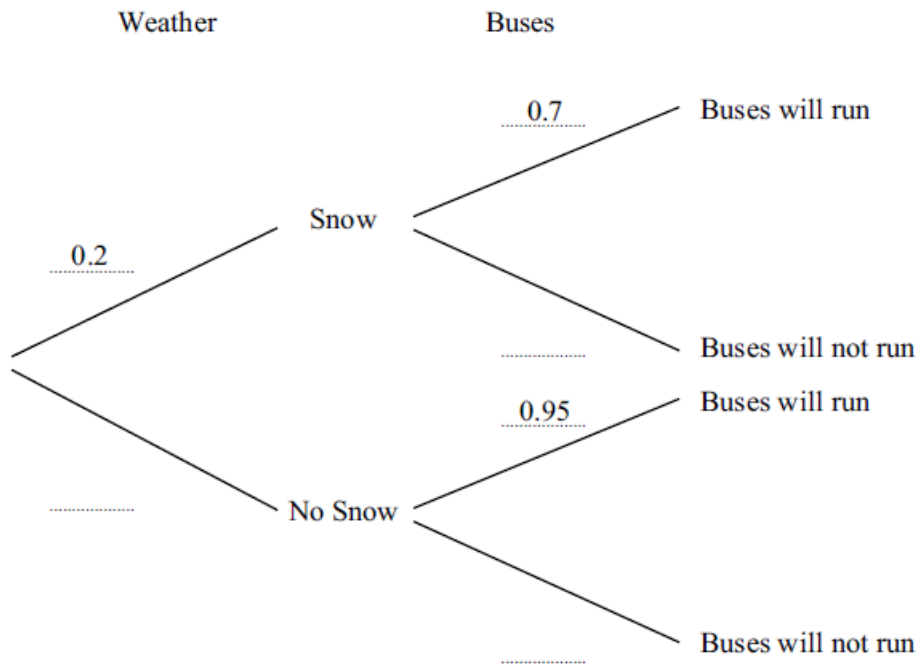 Weather Buses
0.7 Buses will run
Snow
0.2
Buses will not run
0.95 Buses will run
No Snow
Buses will not run